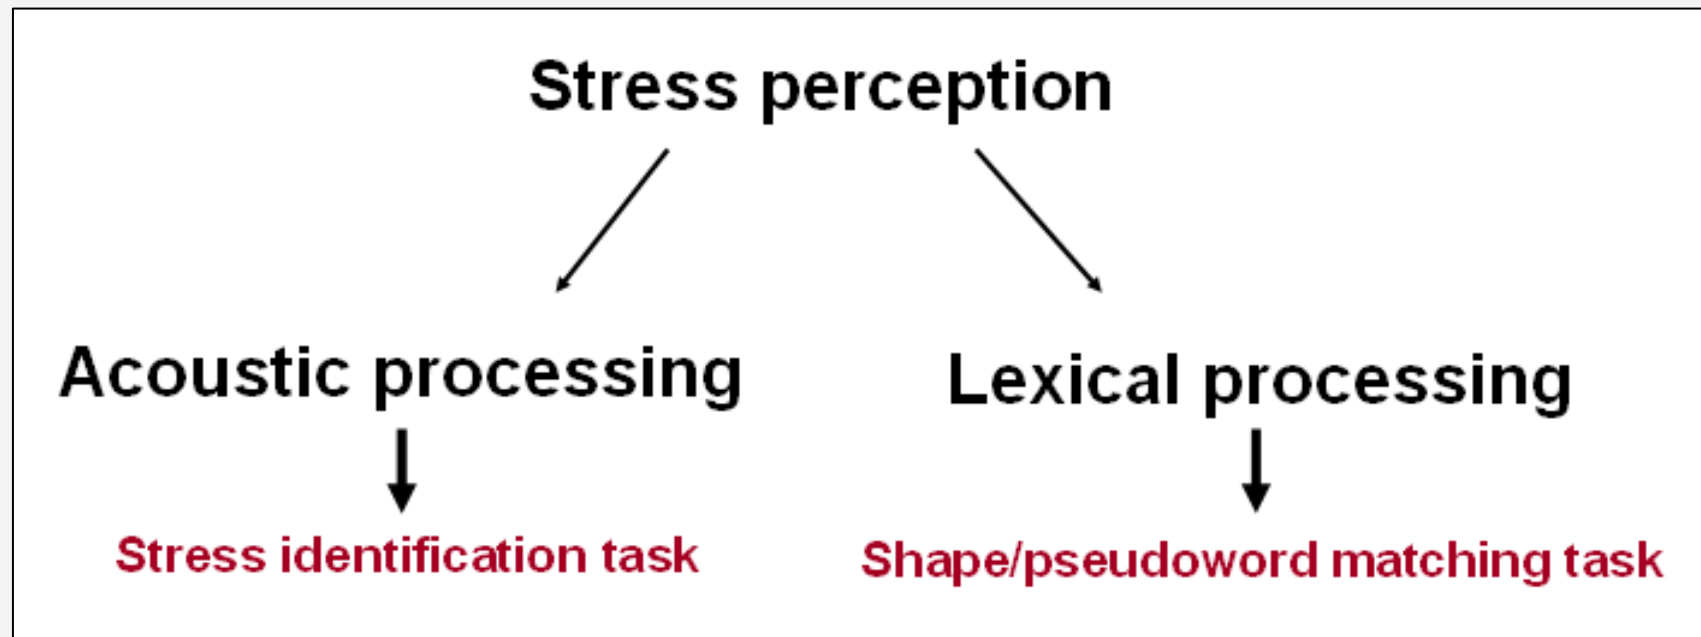 Stress perception
Acoustic processing
Lexical processing
Stress identification task
Shape/pseudoword matching task